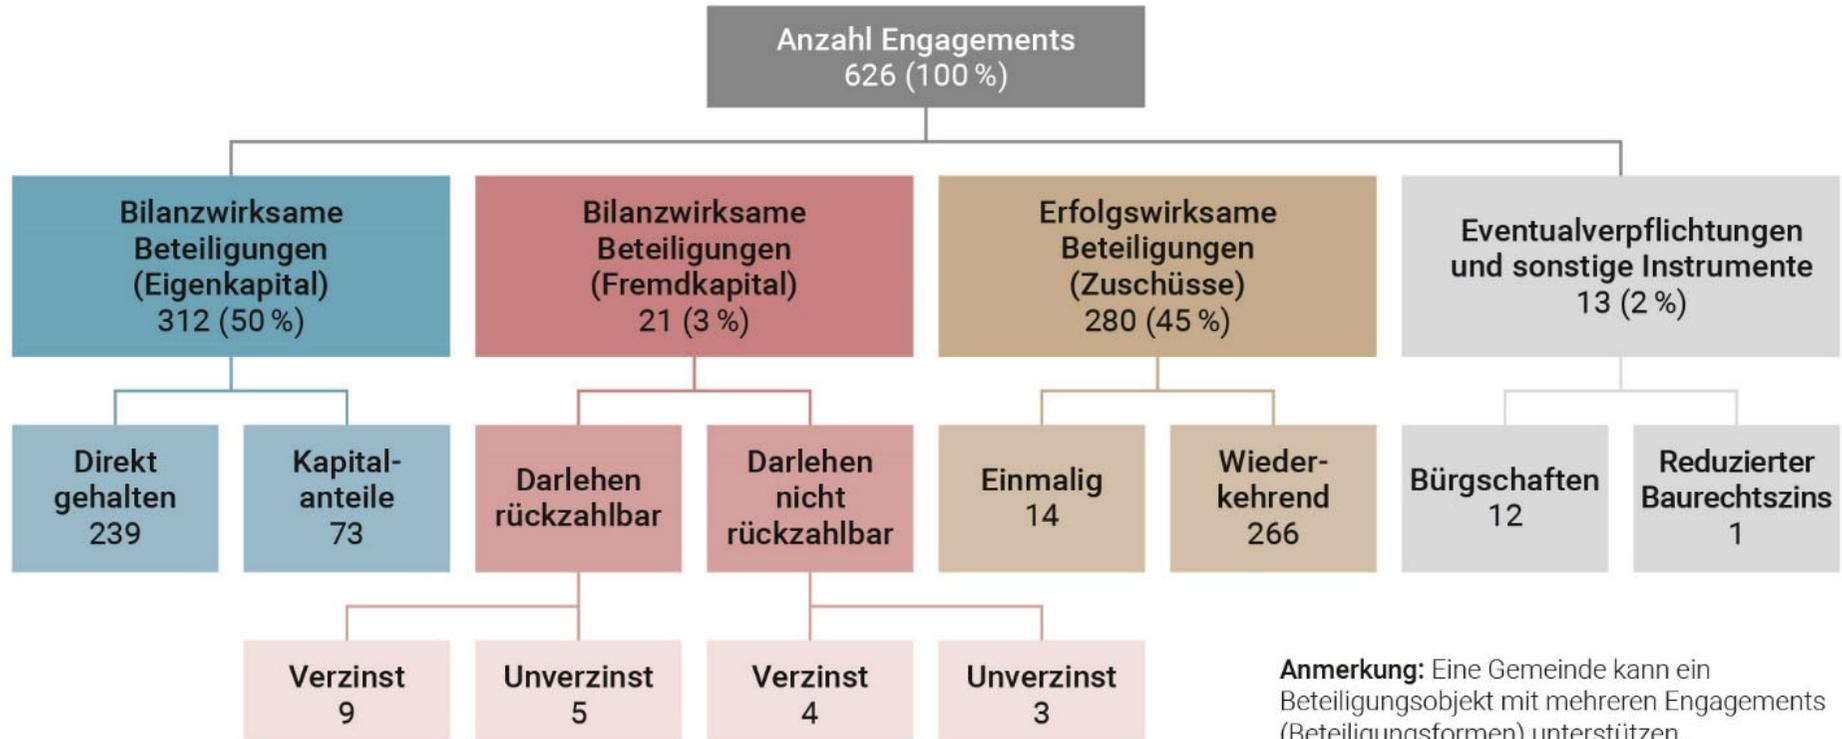 Anzahl Engagements
626 (100 %)
Bilanzwirksame
Beteiligungen
(Eigenkapital)
312 (50 %)
Bilanzwirksame
Beteiligungen
(Fremdkapital)
21 (3 %)
Erfolgswirksame
Beteiligungen
(Zuschüsse)
280 (45 %)
Eventualverpflichtungen
und sonstige Instrumente
13 (2 %)
Direkt
gehalten
239
Kapital-
anteile
73
Darlehen
rückzahlbar
Darlehen
nicht
rückzahlbar
Einmalig
14
Wieder-
kehrend
266
Bürgschaften
12
Reduzierter
Baurechtszins
1
Verzinst
9
Unverzinst
5
Verzinst
4
Unverzinst
3
Anmerkung: Eine Gemeinde kann ein
Beteiligungsobjekt mit mehreren Engagements
(Beteiligungsformen) unterstützen.